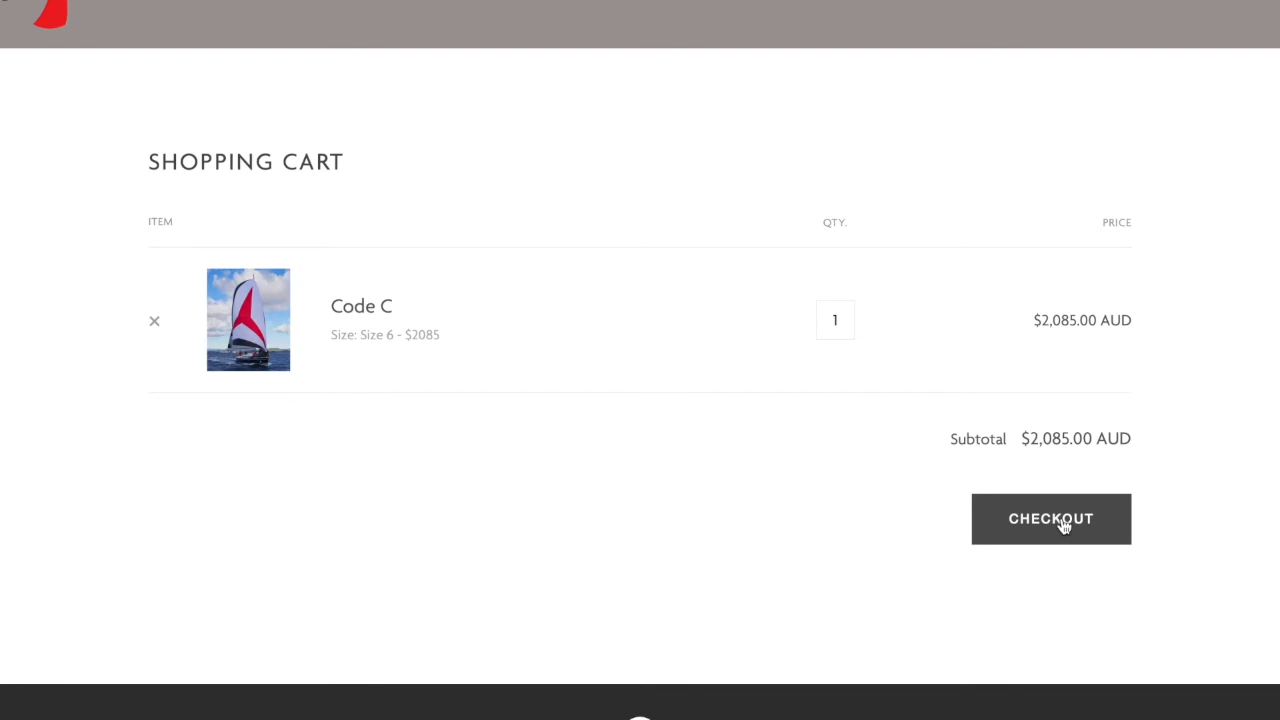 SHOPPING CART
ITEM QTY. PRICE
Code C
Size: Size 6 - $2085
1
$2,085.00 AUD
Subtotal $2,085.00 AUD
CHECKOUT